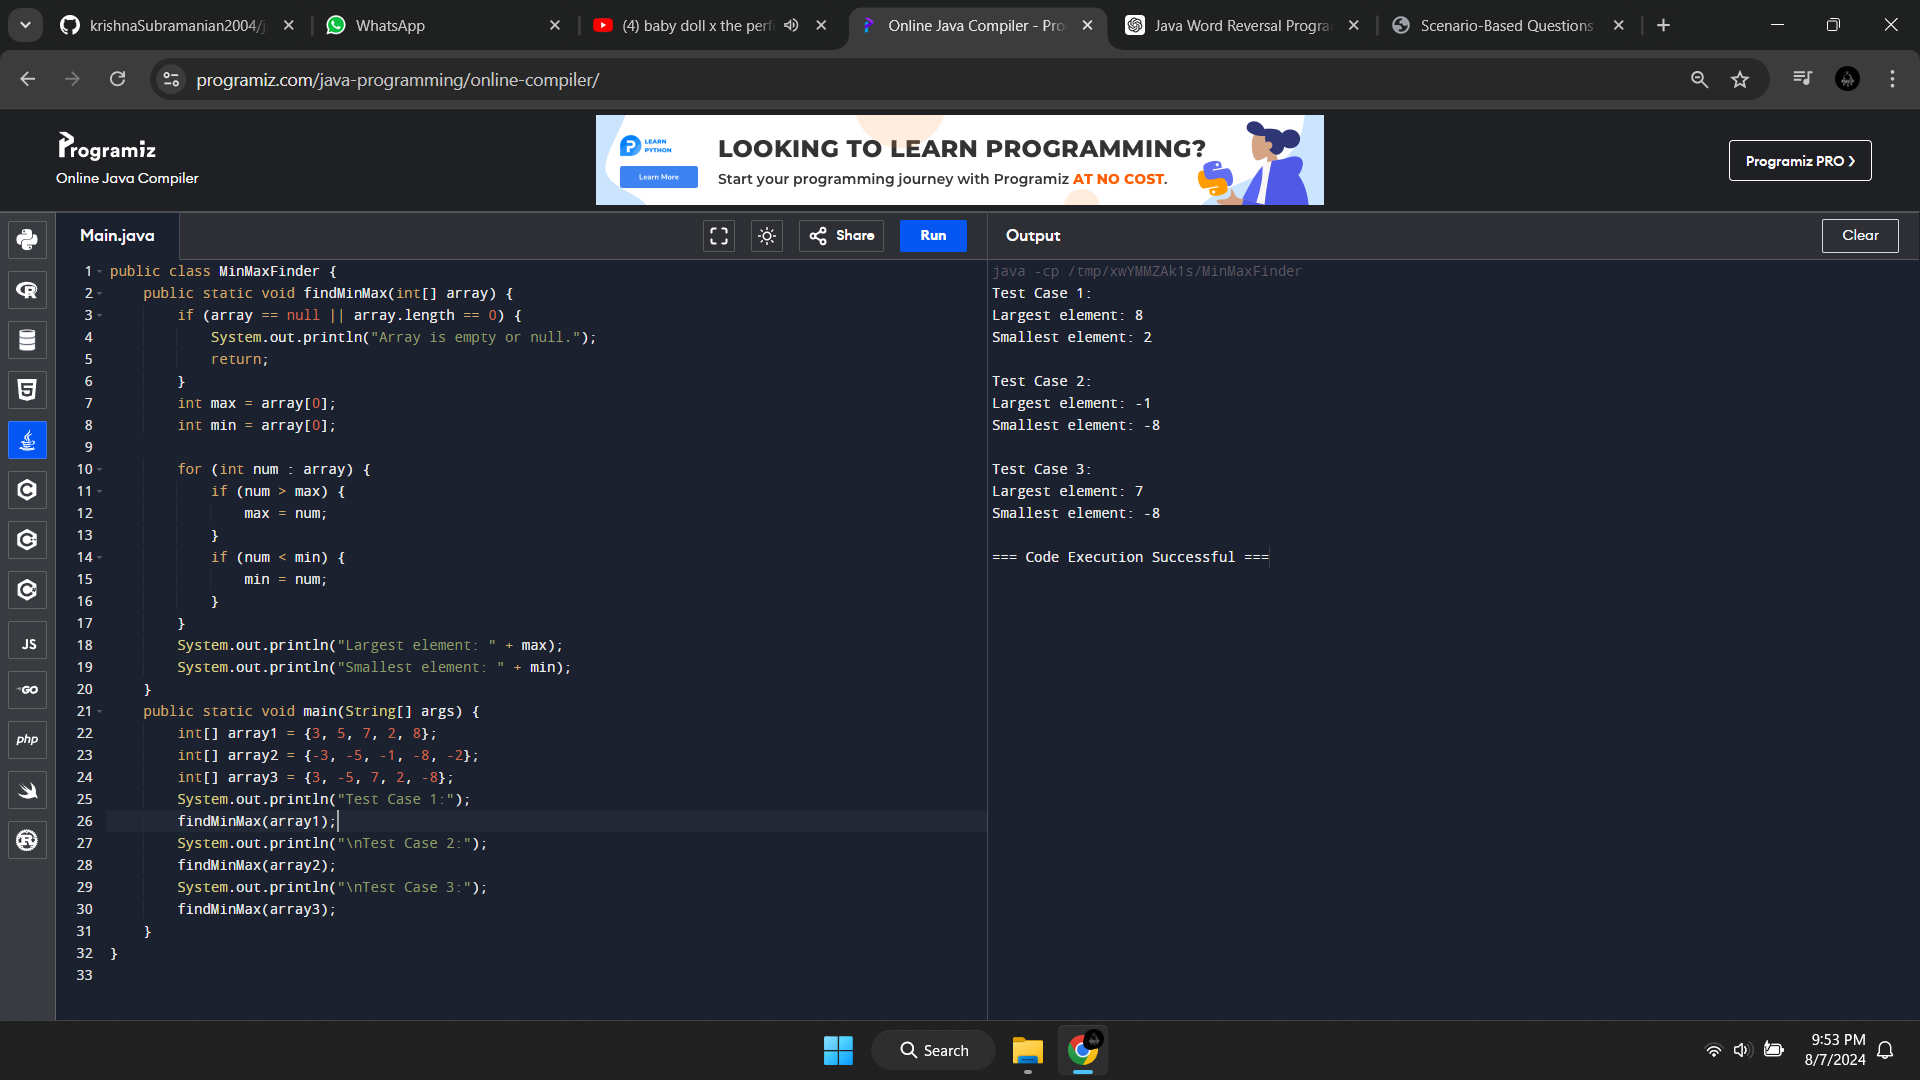 krishnaSubramanian2004/j
WhatsApp
(4) baby doll x the perf
Online Java Compiler - Pro
Java Word Reversal Progra
Scenario-Based Questions
programiz.com/java-programming/online-compiler/
Programiz
Online Java Compiler
LEARN
PYTHON
Learn More
LOOKING TO LEARN PROGRAMMING?
Start your programming journey with Programiz AT NO COST.
Programiz PRO
Main.java
Share
Run
Output
Clear
1 public class MinMaxFinder {
2     public static void findMinMax(int[] array) {
3         if (array == null || array.length == 0) {
4             System.out.println("Array is empty or null.");
5             return;
6         }
7         int max = array[0];
8         int min = array[0];
9
10         for (int num : array) {
11             if (num > max) {
12                 max = num;
13             }
14             if (num < min) {
15                 min = num;
16             }
17         }
18         System.out.println("Largest element: " + max);
19         System.out.println("Smallest element: " + min);
20     }
21     public static void main(String[] args) {
22         int[] array1 = {3, 5, 7, 2, 8};
23         int[] array2 = {-3, -5, -1, -8, -2};
24         int[] array3 = {3, -5, 7, 2, -8};
25         System.out.println("Test Case 1:");
26         findMinMax(array1);
27         System.out.println("\nTest Case 2:");
28         findMinMax(array2);
29         System.out.println("\nTest Case 3:");
30         findMinMax(array3);
31     }
32 }
33
java -cp /tmp/xwYMMZAk1s/MinMaxFinder
Test Case 1:
Largest element: 8
Smallest element: 2
Test Case 2:
Largest element: -1
Smallest element: -8
Test Case 3:
Largest element: 7
Smallest element: -8
=== Code Execution Successful ===
JS
GO
php
Search
9:53 PM
8/7/2024